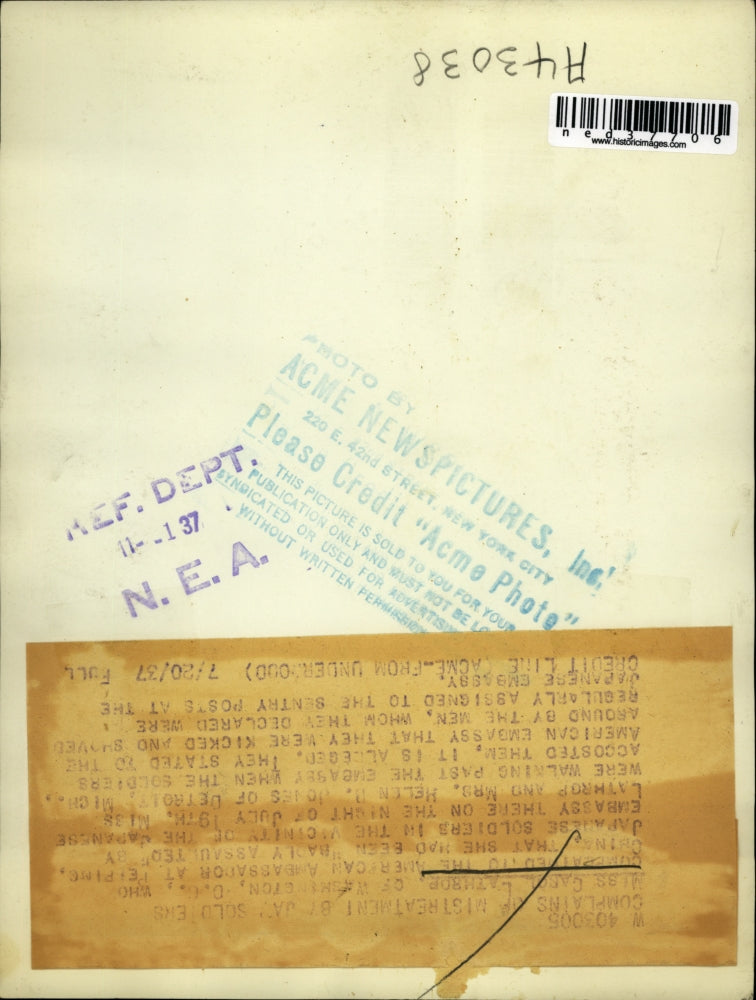 A43038
ned37706
www.historicimages.com
PHOTO BY
ACME NEWSPICTURES, Inc.
220 E. 42nd STREET, NEW YORK CITY
Please Credit "Acme Photo"
THIS PICTURE IS SOLD TO YOU FOR YOUR
PUBLICATION ONLY AND MUST NOT BE
SYNDICATED OR USED FOR
WITHOUT WRITTEN
REF. DEPT.
37
N. E. A.
W 403005
COMPLAINS OF MISTREATMENT BY JAP SOLDIERS
MISS CAROL LATHROP OF WASHINGTON, D.C., WHO
COMPLAINED TO THE AMERICAN AMBASSADOR AT PEIPING,
CHINA, THAT SHE HAD BEEN BADLY ASSAULTED BY
JAPANESE SOLDIERS IN THE VICINITY OF THE JAPANESE
EMBASSY THERE ON THE NIGHT OF JULY 19TH. MISS
LATHROP AND MRS. HELEN D. JONES OF DETROIT, MICH.,
WERE WALKING PAST THE EMBASSY WHEN THE SOLDIERS
ACCOSTED THEM, IT IS ALLEGED. THEY STATED TO THE
AMERICAN EMBASSY THAT THEY WERE KICKED AND SHOVED
AROUND BY THE MEN, WHOM THEY DECLARED WERE
REGULARLY ASSIGNED TO THE SENTRY POSTS AT THE
JAPANESE EMBASSY.
CREDIT LINE (ACME FROM UNDERWOOD) 7/20/37 FULL